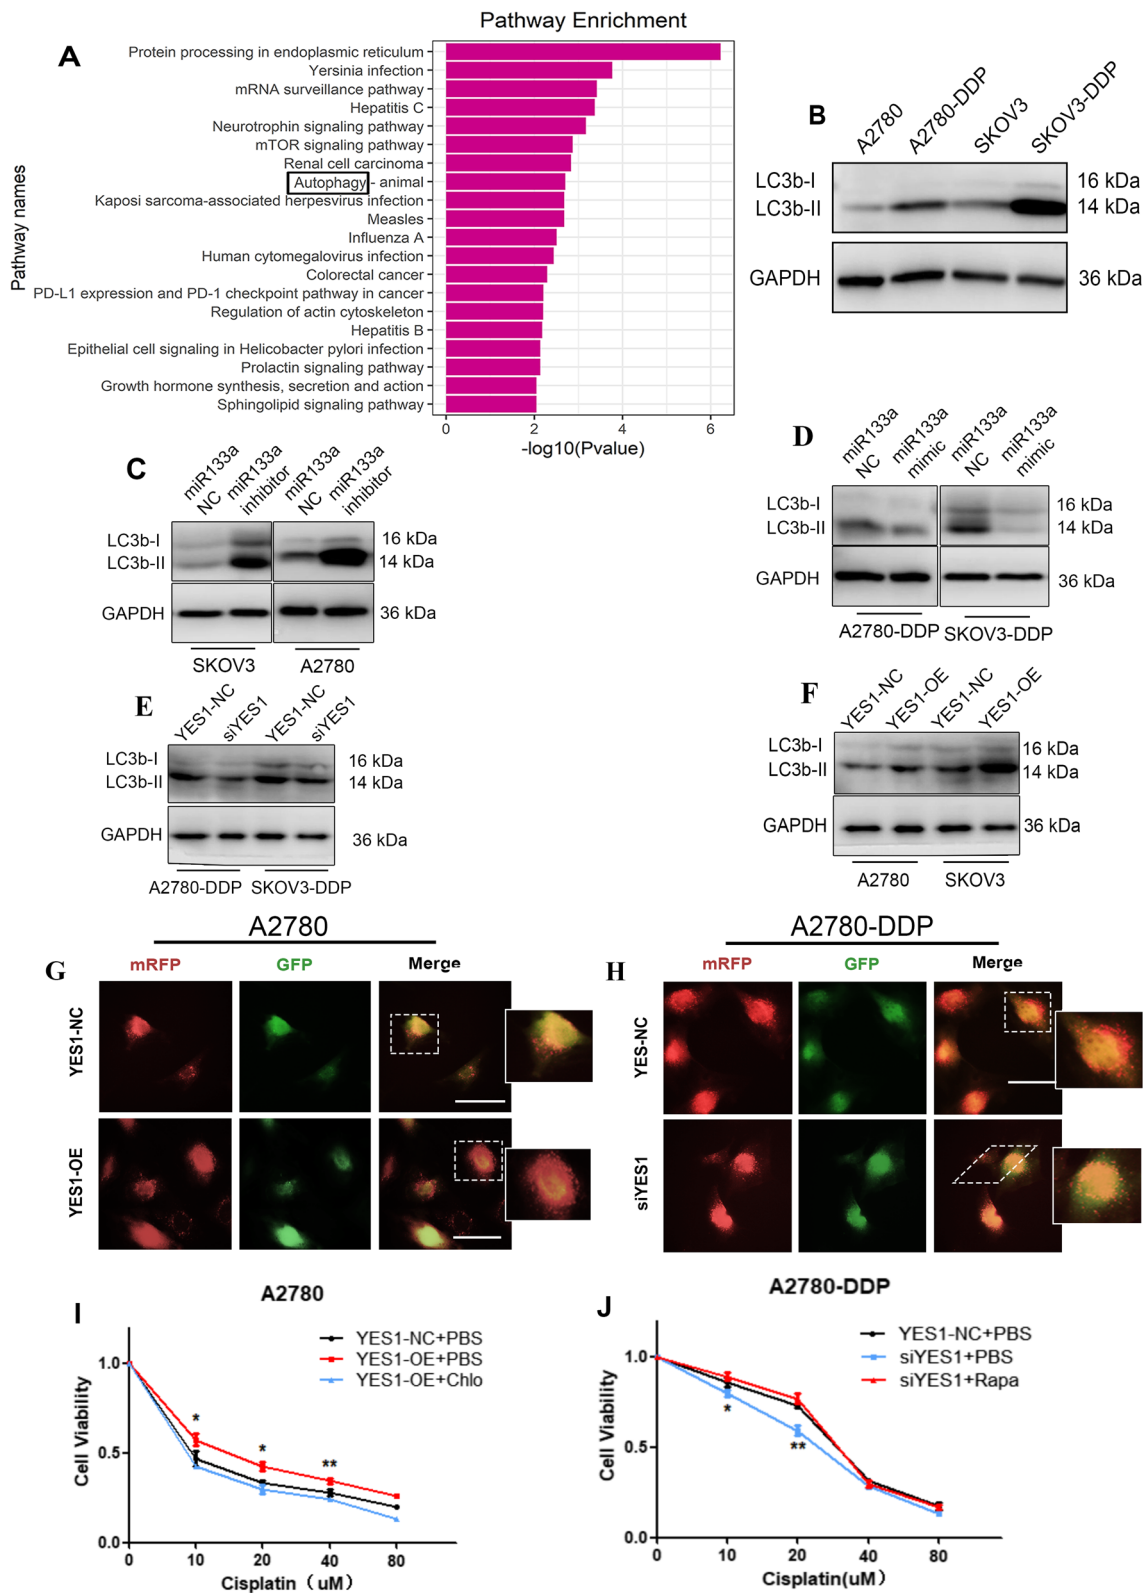 Pathway Enrichment
A
Pathway names
Protein processing in endoplasmic reticulum
Yersinia infection
mRNA surveillance pathway
Hepatitis C
Neurotrophin signaling pathway
mTOR signaling pathway
Renal cell carcinoma
Autophagy - animal
Kaposi sarcoma-associated herpesvirus infection
Measles
Influenza A
Human cytomegalovirus infection
Colorectal cancer
PD-L1 expression and PD-1 checkpoint pathway in cancer
Regulation of actin cytoskeleton
Hepatitis B
Epithelial cell signaling in Helicobacter pylori infection
Prolactin signaling pathway
Growth hormone synthesis, secretion and action
Sphingolipid signaling pathway
0 2 4 6
-log10(Pvalue)
B
A2780 A2780-DDP SKOV3 SKOV3-DDP
LC3b-I 16 kDa
LC3b-II 14 kDa
GAPDH 36 kDa
C
miR133a NC miR133a inhibitor miR133a NC miR133a inhibitor
LC3b-I 16 kDa
LC3b-II 14 kDa
GAPDH 36 kDa
SKOV3 A2780
D
miR133a NC miR133a mimic miR133a NC miR133a mimic
LC3b-I 16 kDa
LC3b-II 14 kDa
GAPDH 36 kDa
A2780-DDP SKOV3-DDP
E
YES1-NC siYES1 YES1-NC siYES1
LC3b-I 16 kDa
LC3b-II 14 kDa
GAPDH 36 kDa
A2780-DDP SKOV3-DDP
F
YES1-NC YES1-OE YES1-NC YES1-OE
LC3b-I 16 kDa
LC3b-II 14 kDa
GAPDH 36 kDa
A2780 SKOV3
G
A2780
mRFP GFP Merge
YES1-NC
YES1-OE
H
A2780-DDP
mRFP GFP Merge
YES-NC
siYES1
I
A2780
YES1-NC+PBS
YES1-OE+PBS
YES1-OE+Chlo
Cell Viability
1.0
0.5
0.0
* * **
0 10 20 40 80
Cisplatin（uM）
J
A2780-DDP
YES1-NC+PBS
siYES1+PBS
siYES1+Rapa
Cell Viability
1.0
0.5
0.0
* **
0 10 20 40 80
Cisplatin(uM)